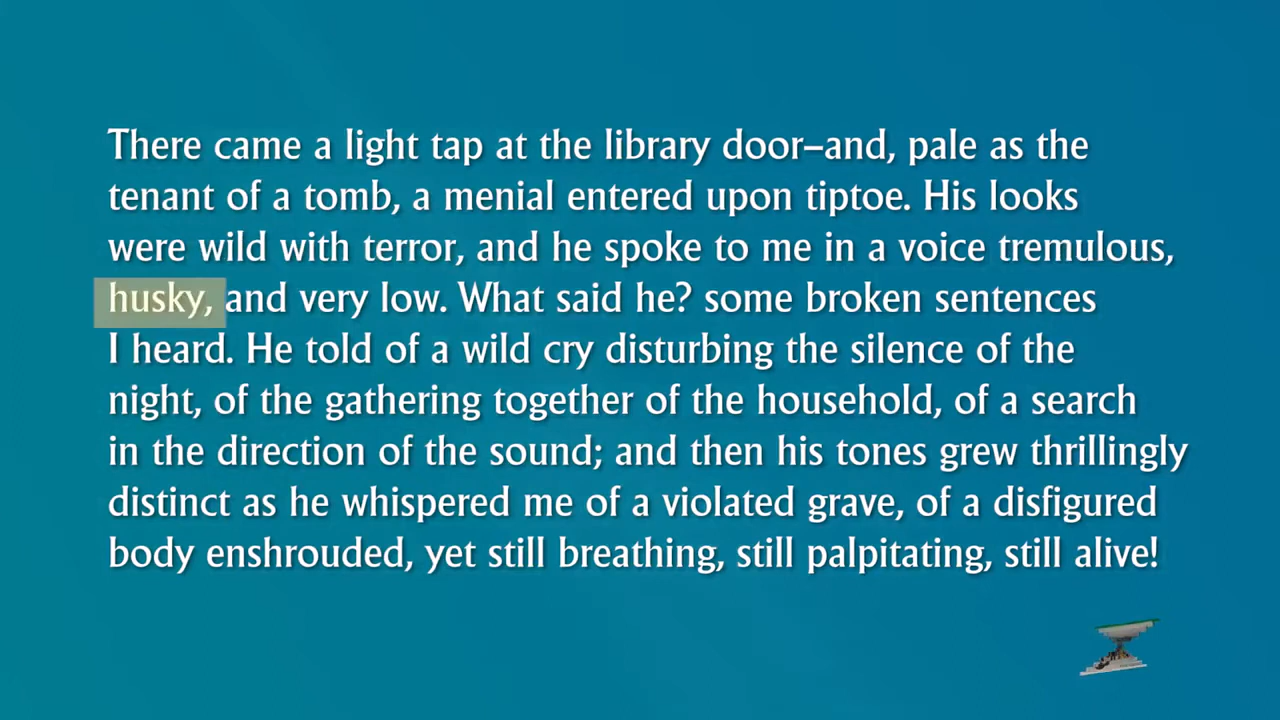 There came a light tap at the library door–and, pale as the
tenant of a tomb, a menial entered upon tiptoe. His looks
were wild with terror, and he spoke to me in a voice tremulous,
husky, and very low. What said he? some broken sentences
I heard. He told of a wild cry disturbing the silence of the
night, of the gathering together of the household, of a search
in the direction of the sound; and then his tones grew thrillingly
distinct as he whispered me of a violated grave, of a disfigured
body enshrouded, yet still breathing, still palpitating, still alive!